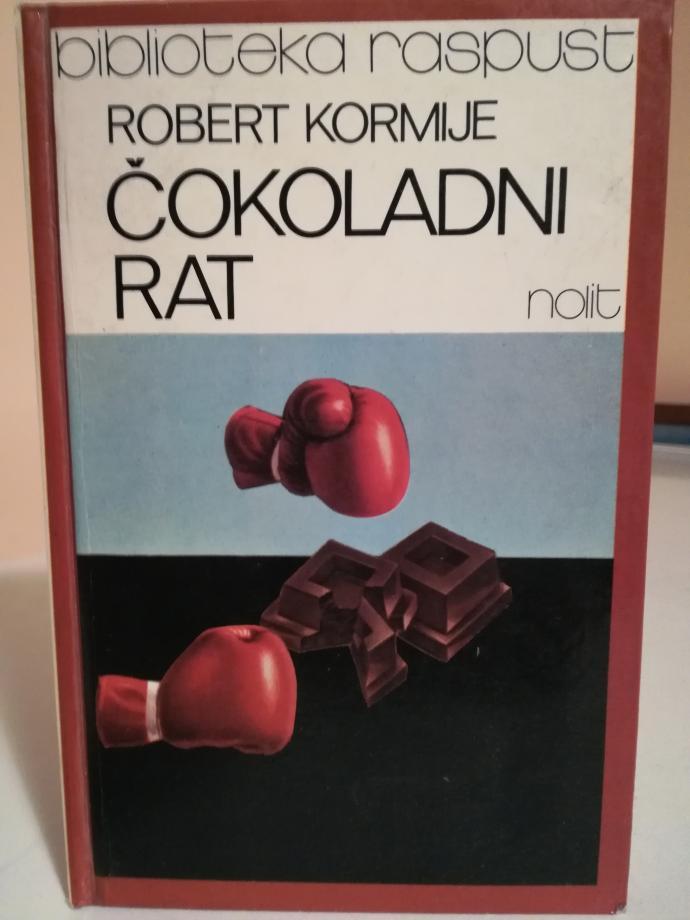 biblioteka raspust
ROBERT KORMIJE
ČOKOLADNI
RAT
nolit